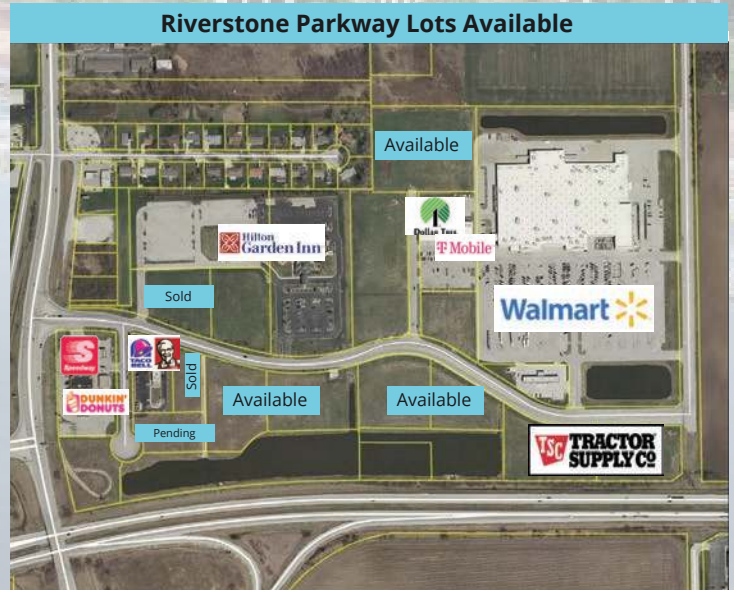 Riverstone Parkway Lots Available
Available
Dollar Tree
T Mobile
Hilton
Garden Inn
Sold
Walmart
S
Speedway
TACO
BELL
KFC
Sold
DUNKIN'
DONUTS
Available
Available
Pending
TSC TRACTOR
SUPPLY CO